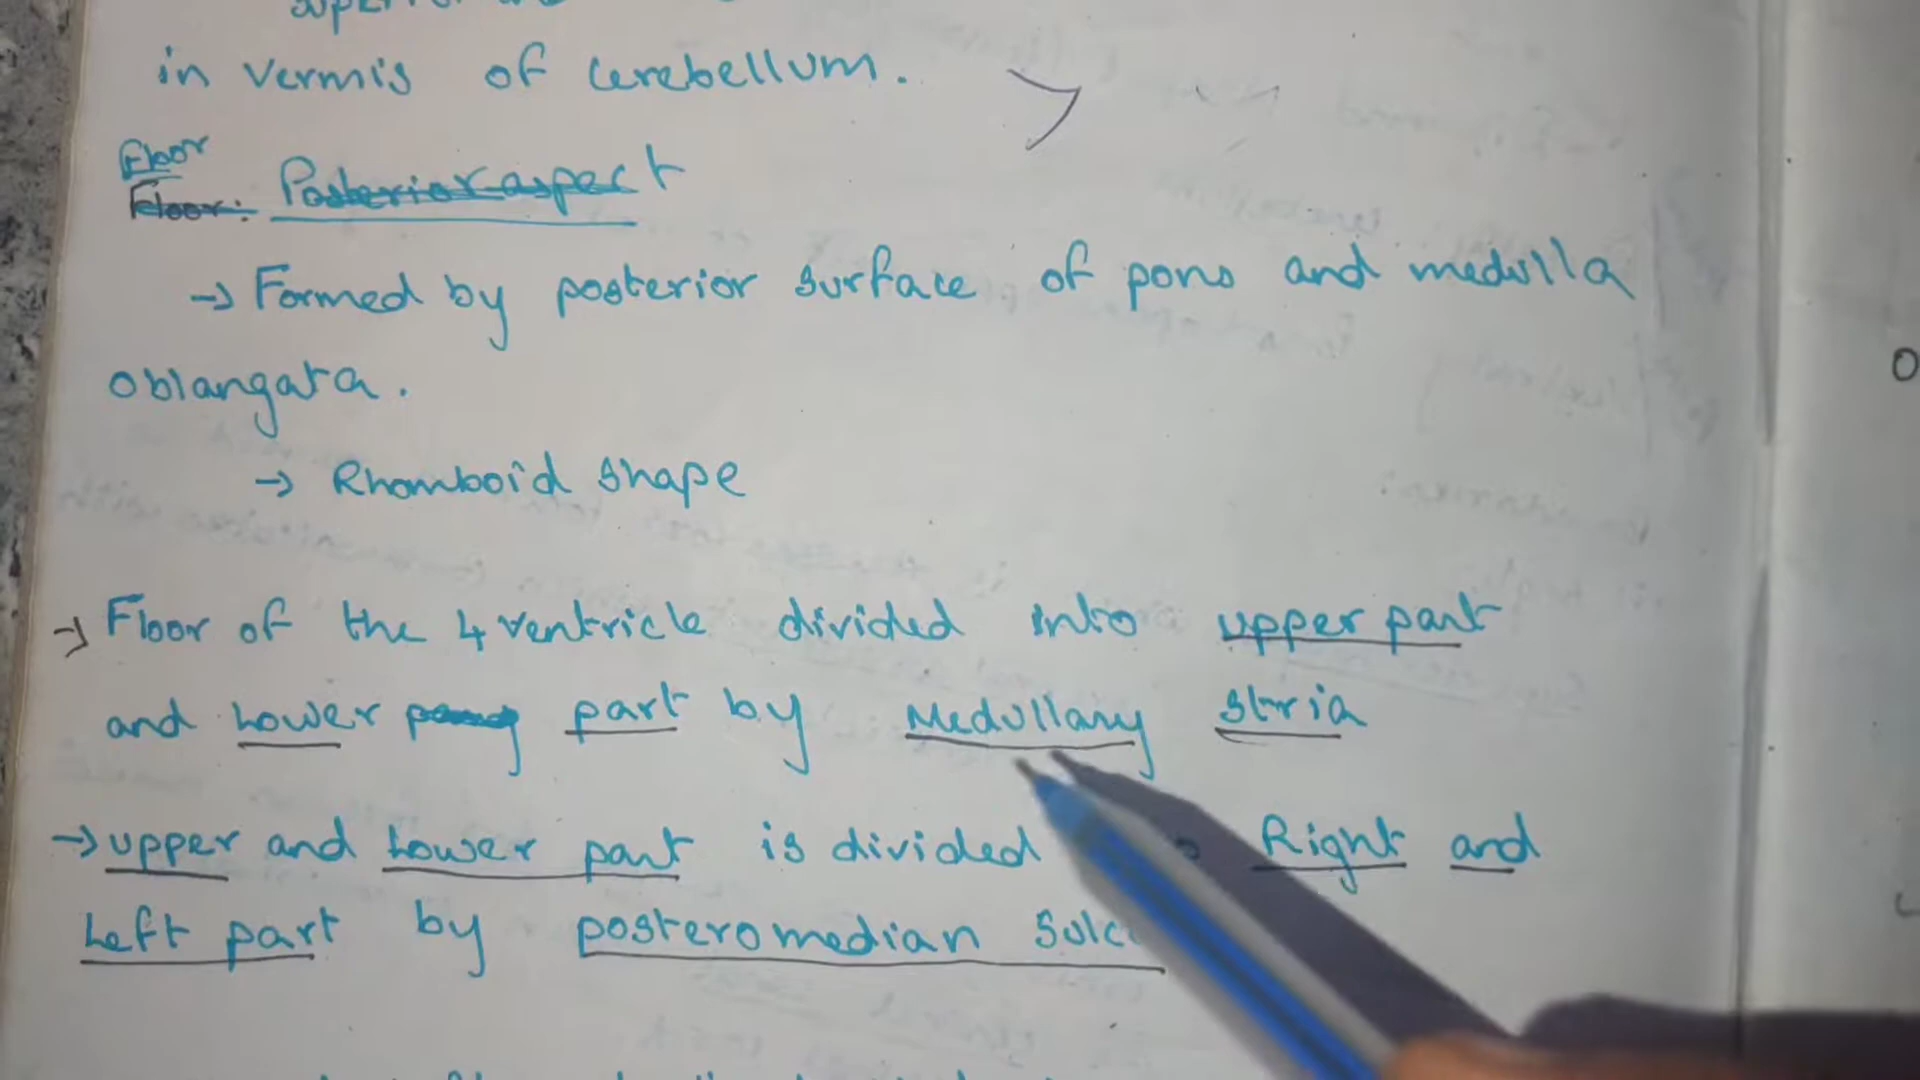 in vermis of cerebellum.
Floor
Floor: Posterior aspect
→ Formed by posterior surface of pons and medulla
oblangata.
→ Rhomboid shape
→ Floor of the 4 ventricle divided into upper part
and Lower part by Medullary stria
→ upper and Lower part is divided Right and
Left part by posteromedian Sulc